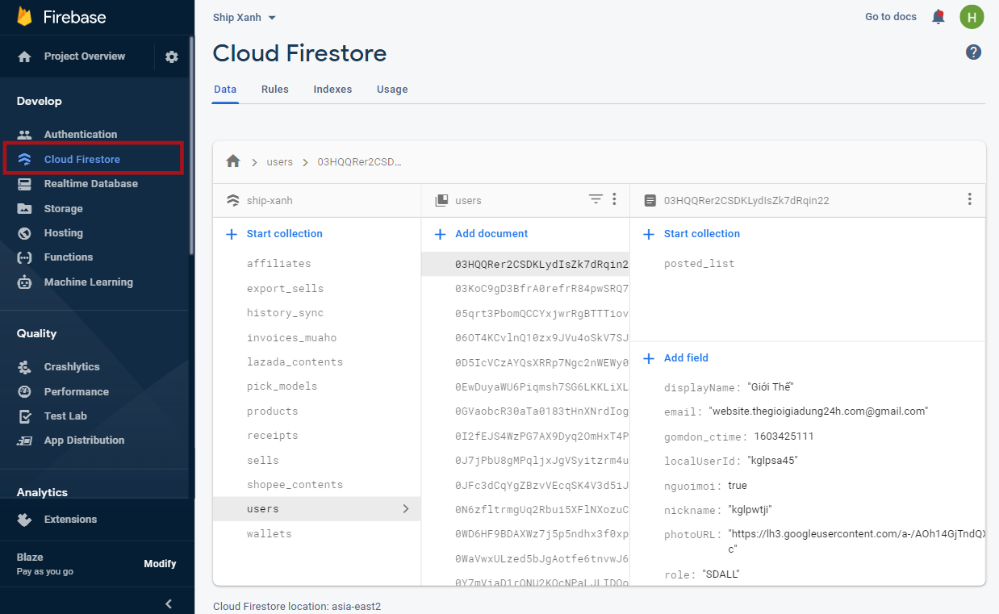 Firebase
Project Overview
Develop
Authentication
Cloud Firestore
Realtime Database
Storage
Hosting
Functions
Machine Learning
Quality
Crashlytics
Performance
Test Lab
App Distribution
Analytics
Extensions
Blaze
Pay as you go
Modify
Ship Xanh
Go to docs
H
Cloud Firestore
?
Data Rules Indexes Usage
users
03HQQRer2CSD...
ship-xanh
Start collection
affiliates
export_sells
history_sync
invoices_muaho
lazada_contents
pick_models
products
receipts
sells
shopee_contents
users
wallets
users
Add document
03HQQRer2CSDKLydIsZk7dRqin2
03KoC9gD3BfrA0refrR84pwSRQ7
05qrt3PbomQCCYxjwrRgBTTTiov
06OT4KCvlnQ10zx9JVu4oSkV7SJ
0D5IcVCzAYQsXRRp7Ngc2nWEWy0
0EwDuyaWU6Piqmsh7SG6LKKLiXL
0GVaobcR30aTa0183tHnXNrdIog
0I2fEJS4WzPG7AX9Dyq2OmHxT4P
0J7jPbU8gMPqljxJgVSyitzrm4u
0JFc3dCqYgZBzvVEcqSK4V3d5iJ
0N6zfltrmgUq2Rbui5XFlNXozuC
0WD6HF9BDAXWz7j5p5ndhx3f0xp
0WaVwxULzed5bJgAotfe6tnvwJ6
03HQQRer2CSDKLydIsZk7dRqin22
Start collection
posted_list
Add field
displayName: "Giới Thế"
email: "website.thegioigiadung24h.com@gmail.com"
gomdon_ctime: 1603425111
localUserId: "kglpsa45"
nguoimoi: true
nickname: "kglpwtji"
photoURL: "https://lh3.googleusercontent.com/a-/AOh14GjTndQX
c"
role: "SDALL"
Cloud Firestore location: asia-east2